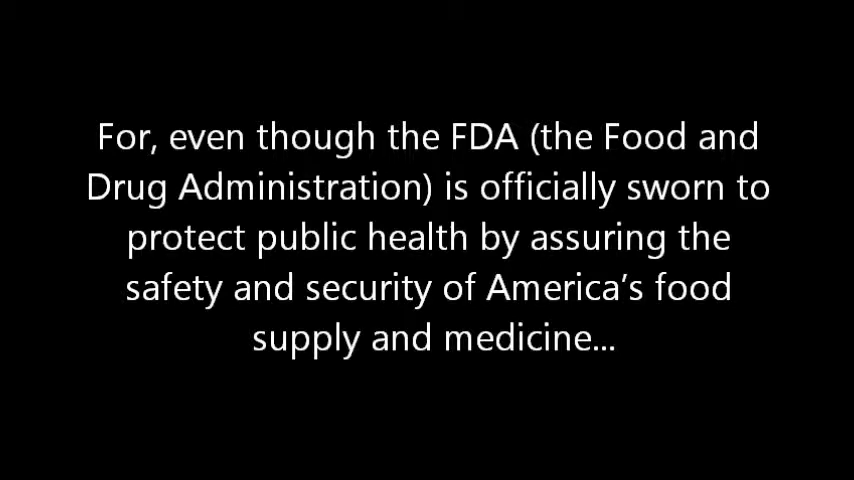 For, even though the FDA (the Food and
Drug Administration) is officially sworn to
protect public health by assuring the
safety and security of America’s food
supply and medicine...